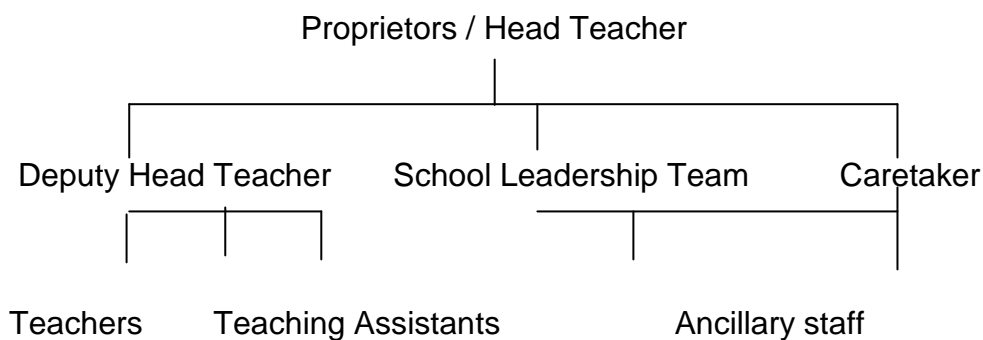 Proprietors / Head Teacher
Deputy Head Teacher School Leadership Team Caretaker
Teachers Teaching Assistants Ancillary staff